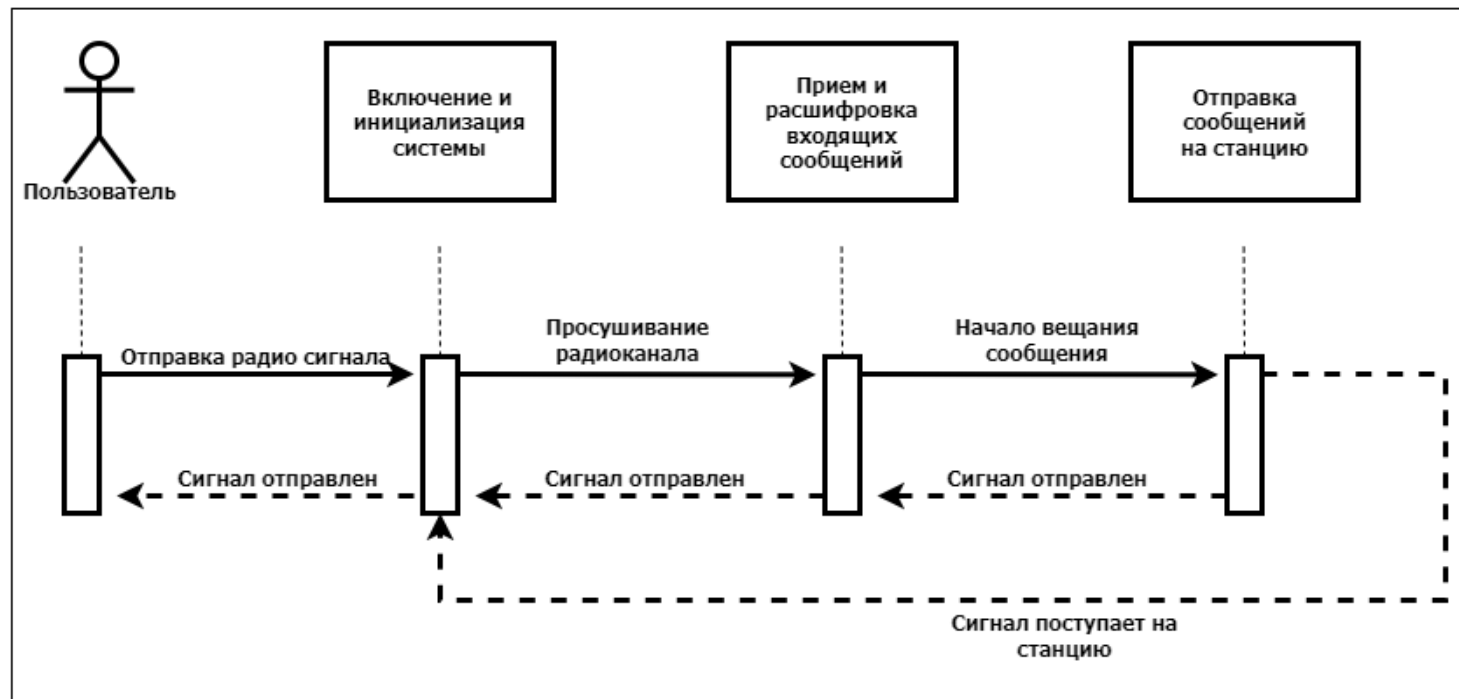 Включение и
инициализация
системы
Прием и
расшифровка
входящих
сообщений
Отправка
сообщений
на станцию
Пользователь
Отправка радио сигнала
Просушивание
радиоканала
Начало вещания
сообщения
Сигнал отправлен
Сигнал отправлен
Сигнал отправлен
Сигнал поступает на
станцию